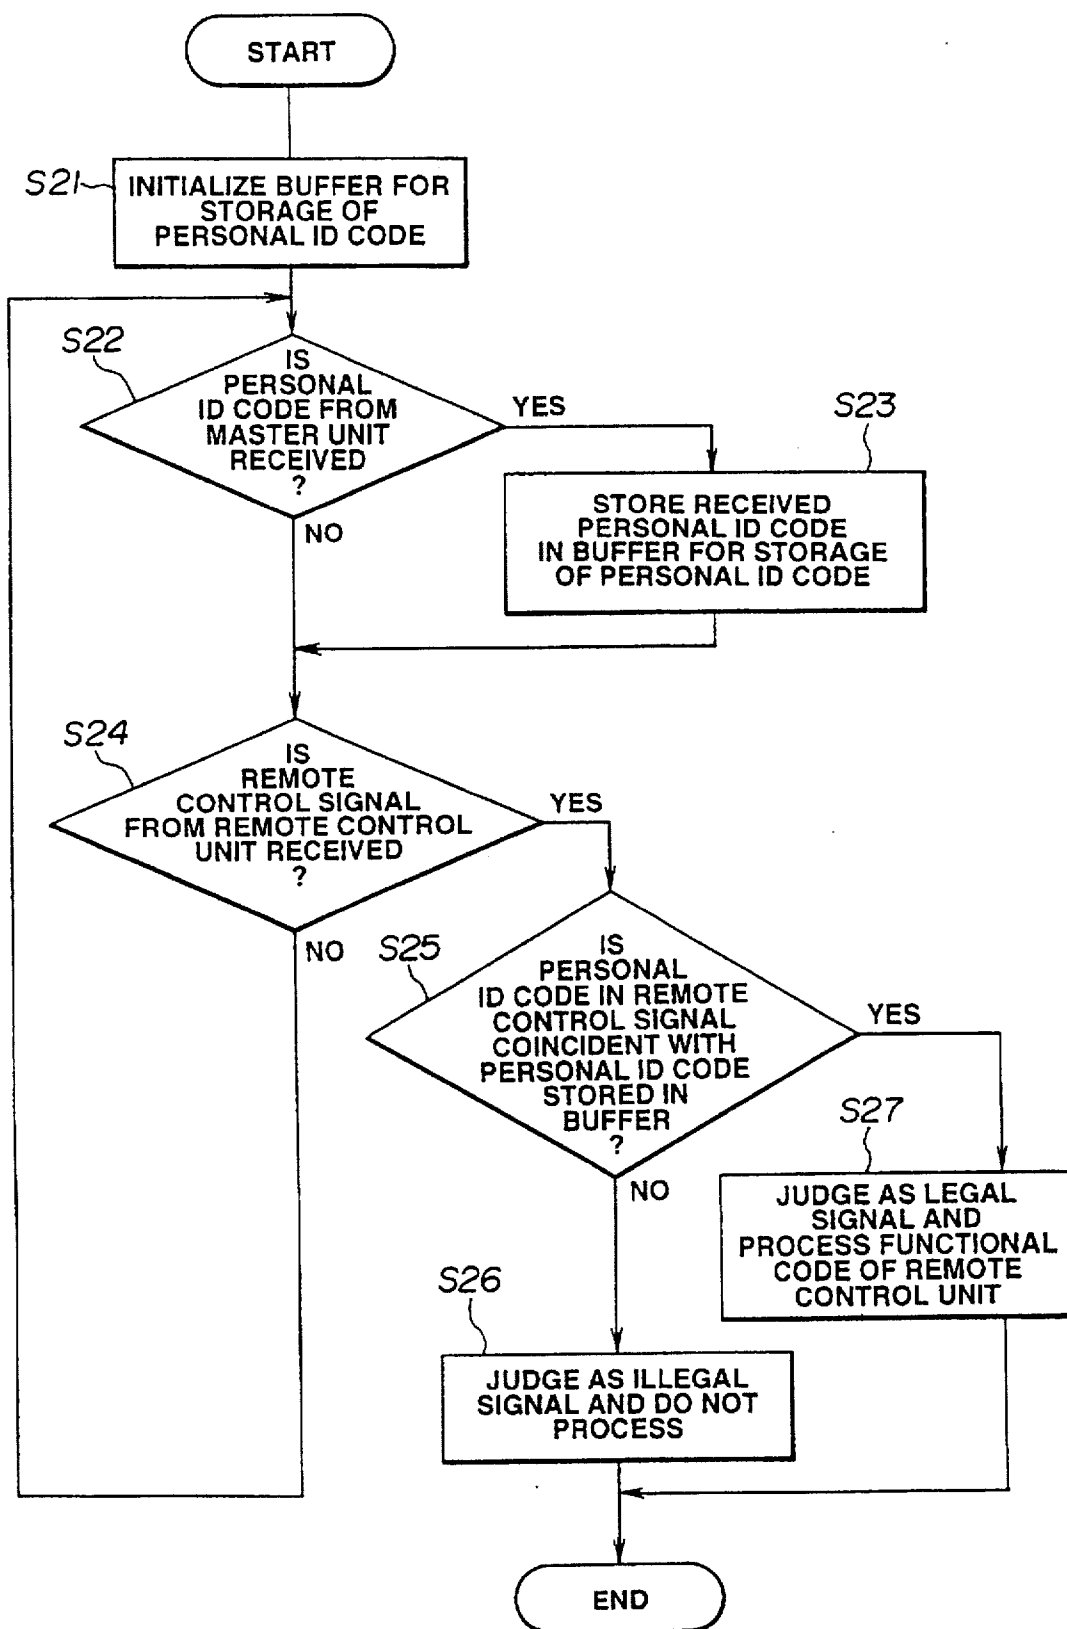 START
S21
INITIALIZE BUFFER FOR
STORAGE OF
PERSONAL ID CODE
S22
IS
PERSONAL
ID CODE FROM
MASTER UNIT
RECEIVED
?
YES
NO
S23
STORE RECEIVED
PERSONAL ID CODE
IN BUFFER FOR STORAGE
OF PERSONAL ID CODE
S24
IS
REMOTE
CONTROL SIGNAL
FROM REMOTE CONTROL
UNIT RECEIVED
?
YES
NO
S25
IS
PERSONAL
ID CODE IN REMOTE
CONTROL SIGNAL
COINCIDENT WITH
PERSONAL ID CODE
STORED IN
BUFFER
?
YES
NO
S27
JUDGE AS LEGAL
SIGNAL AND
PROCESS FUNCTIONAL
CODE OF REMOTE
CONTROL UNIT
S26
JUDGE AS ILLEGAL
SIGNAL AND DO NOT
PROCESS
END